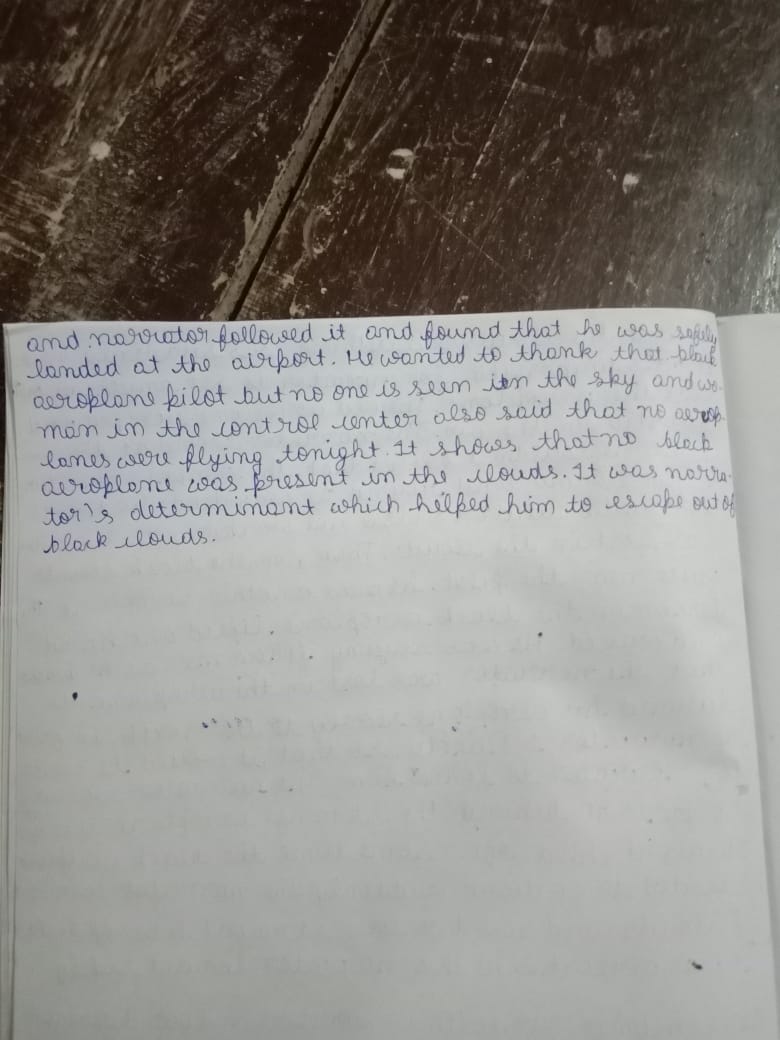 and narrator followed it and found that he was safely
landed at the airport. He wanted to thank that black
aeroplane pilot but no one is seen in the sky and wo-
man in the control center also said that no aerop-
lanes were flying tonight. It shows that no black
aeroplane was present in the clouds. It was narra-
tor's determinant which helped him to escape out of
black clouds.